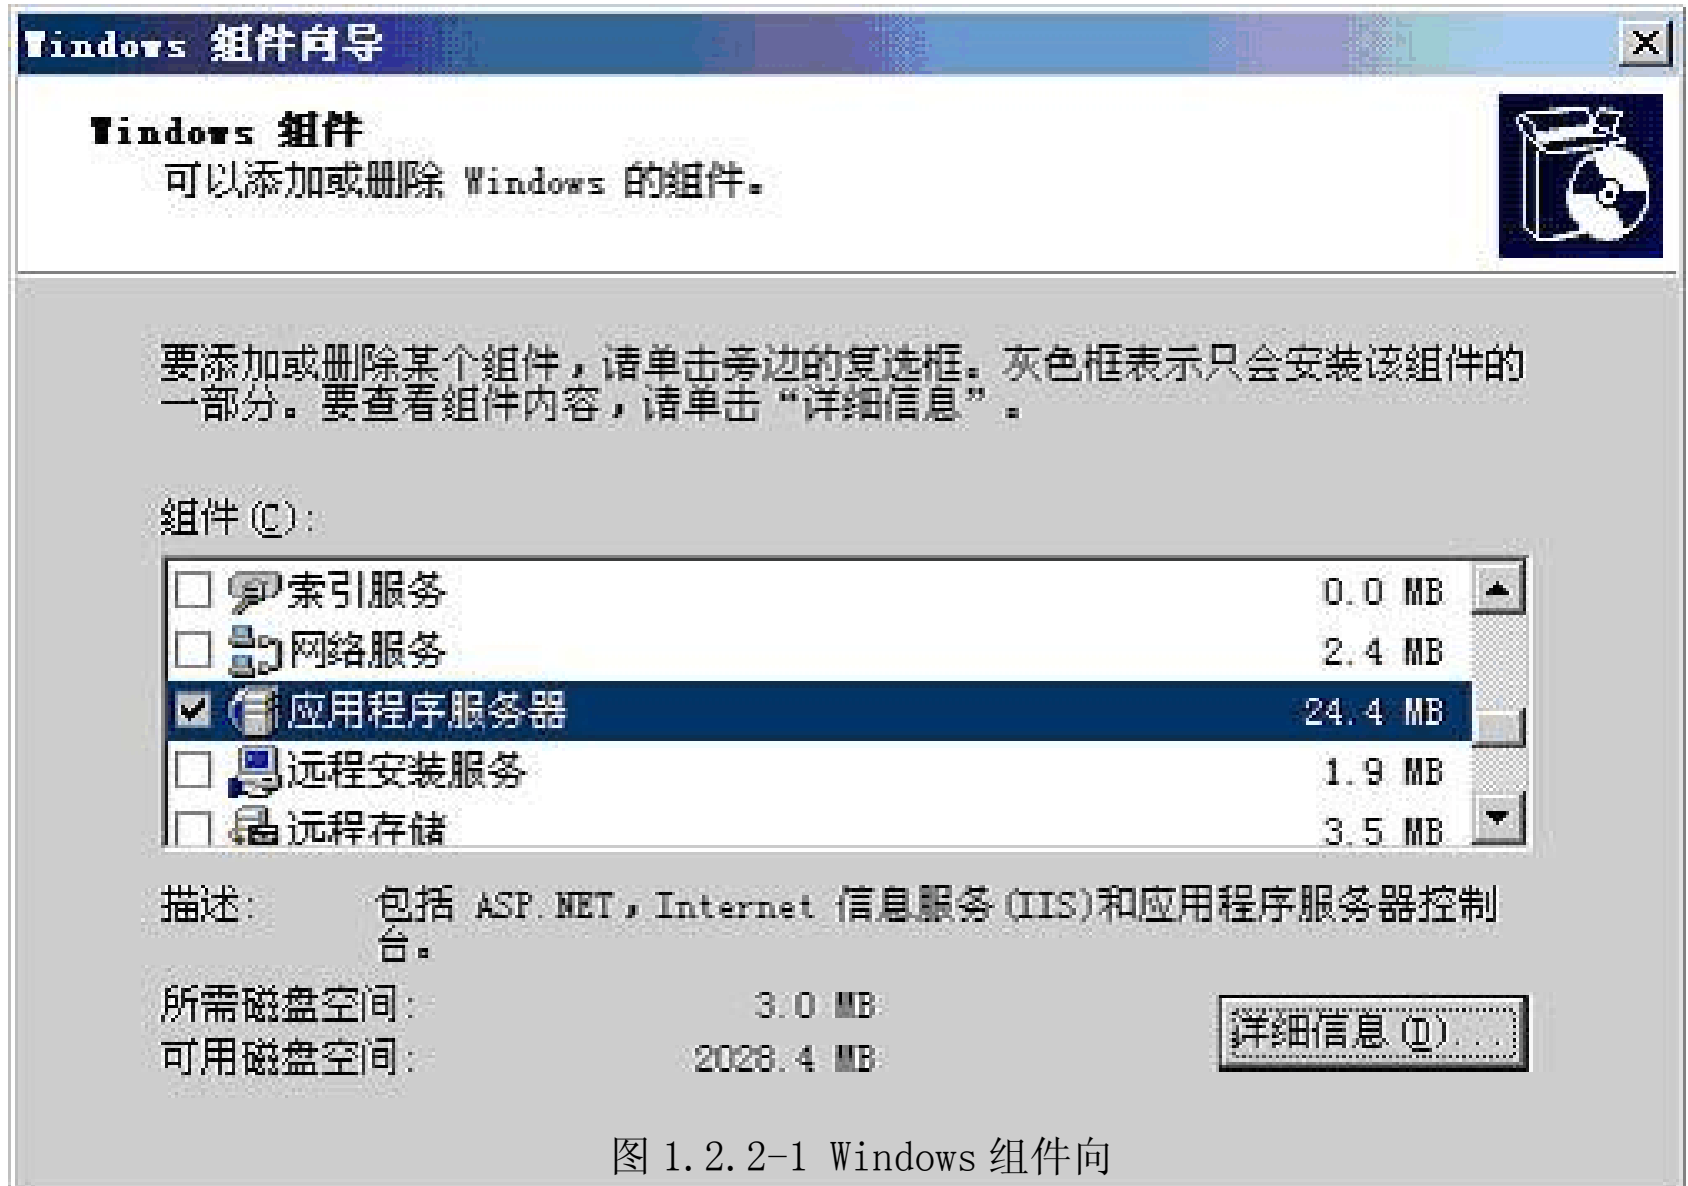 Windows 组件向导
Windows 组件
可以添加或删除 Windows 的组件。
要添加或删除某个组件，请单击旁边的复选框。灰色框表示只会安装该组件的
一部分。要查看组件内容，请单击“详细信息”。
组件(C):
索引服务 0.0 MB
网络服务 2.4 MB
应用程序服务器 24.4 MB
远程安装服务 1.9 MB
远程存储 3.5 MB
描述: 包括 ASP.NET，Internet 信息服务(IIS)和应用程序服务器控制
台。
所需磁盘空间: 3.0 MB
可用磁盘空间: 2028.4 MB
详细信息(D)...
图 1.2.2-1 Windows 组件向